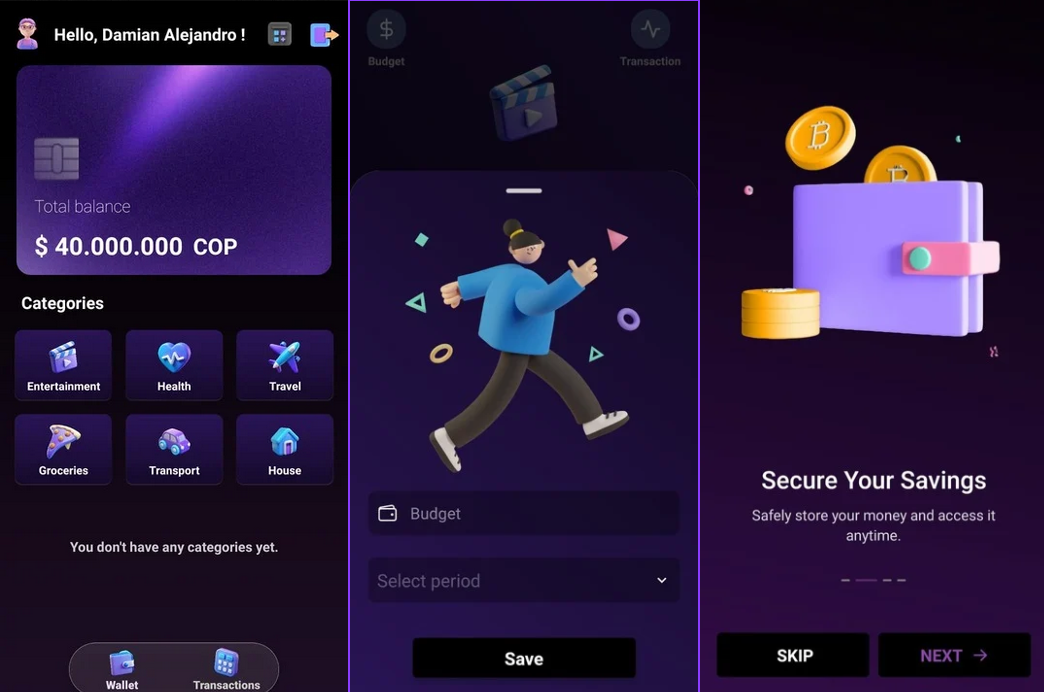 Hello, Damian Alejandro !
Total balance
$ 40.000.000 COP
Categories
Entertainment
Health
Travel
Groceries
Transport
House
You don't have any categories yet.
Wallet
Transactions
Budget
Transaction
Budget
Select period
Save
Secure Your Savings
Safely store your money and access it
anytime.
SKIP
NEXT →